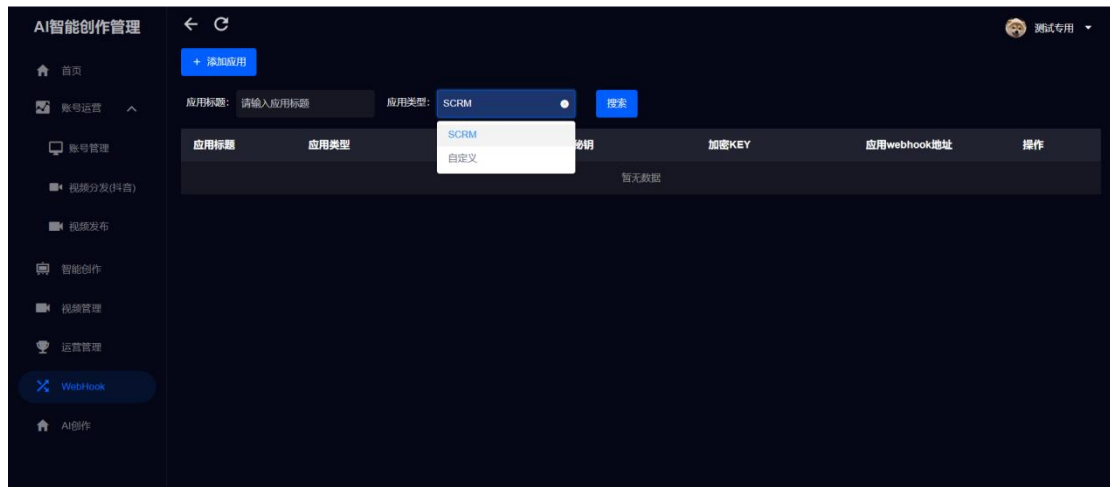 AI智能创作管理
测试专用
首页
+ 添加应用
账号运营
应用标题: 请输入应用标题 应用类型: SCRM 搜索
SCRM
自定义
应用标题 应用类型 秘钥 加密KEY 应用webhook地址 操作
暂无数据
账号管理
视频分发(抖音)
视频发布
智能创作
视频管理
运营管理
WebHook
AI创作